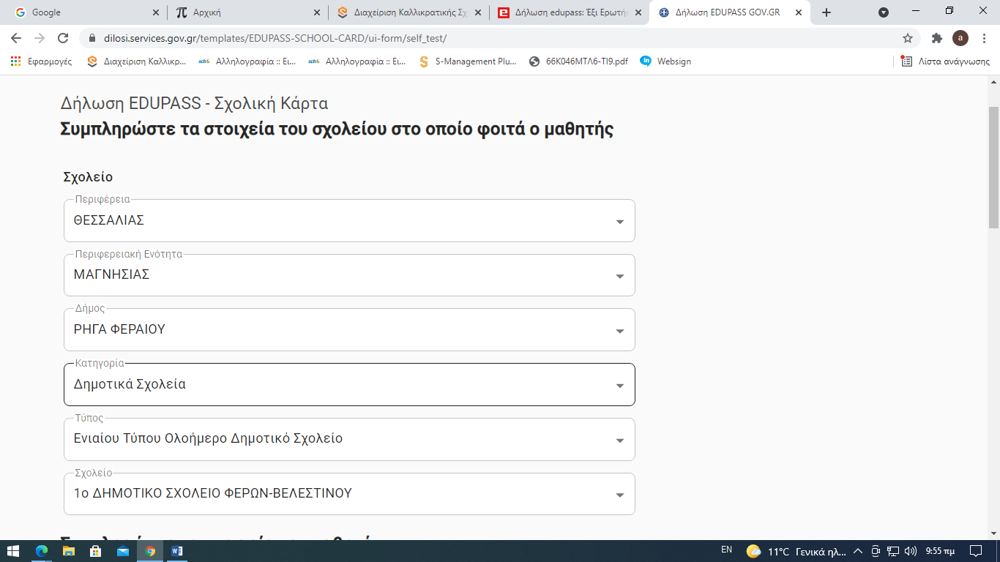 Google
Αρχική
Διαχείριση Καλλικρατικής Σχ
Δήλωση edupass: Έξι Ερωτήσ
Δήλωση EDUPASS GOV.GR
dilosi.services.gov.gr/templates/EDUPASS-SCHOOL-CARD/ui-form/self_test/
a
Εφαρμογές
Διαχείριση Καλλικρ...
Αλληλογραφία :: Ει...
Αλληλογραφία :: Ει...
S-Management Plu...
66Κ046ΜΤΛ6-ΤΙ9.pdf
Websign
Λίστα ανάγνωσης
Δήλωση EDUPASS - Σχολική Κάρτα
Συμπληρώστε τα στοιχεία του σχολείου στο οποίο φοιτά ο μαθητής
Σχολείο
Περιφέρεια
ΘΕΣΣΑΛΙΑΣ
Περιφερειακή Ενότητα
ΜΑΓΝΗΣΙΑΣ
Δήμος
ΡΗΓΑ ΦΕΡΑΙΟΥ
Κατηγορία
Δημοτικά Σχολεία
Τύπος
Ενιαίου Τύπου Ολοήμερο Δημοτικό Σχολείο
Σχολείο
1ο ΔΗΜΟΤΙΚΟ ΣΧΟΛΕΙΟ ΦΕΡΩΝ-ΒΕΛΕΣΤΙΝΟΥ
EN
11°C Γενικά ηλ...
9:55 πμ